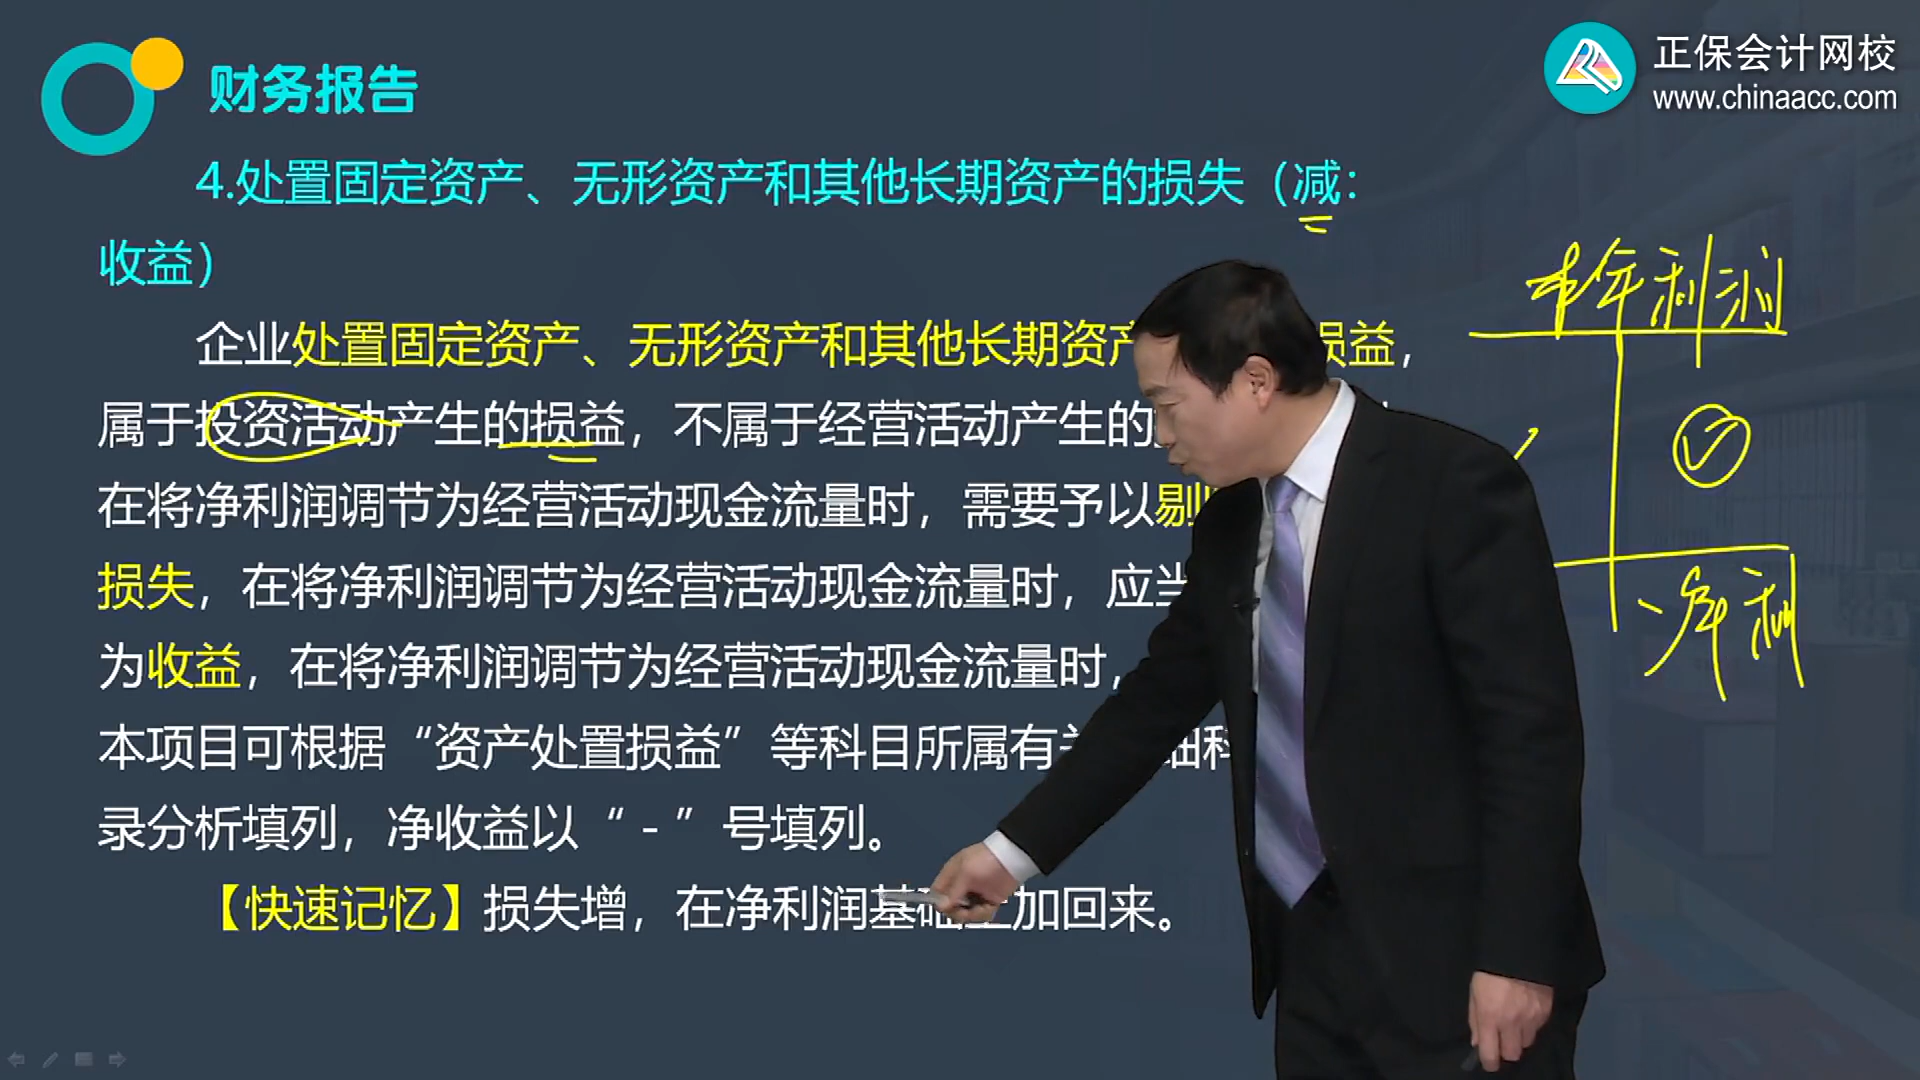 财务报告
正保会计网校
www.chinaacc.com
4.处置固定资产、无形资产和其他长期资产的损失（减：
收益）
企业处置固定资产、无形资产和其他长期资产 损益，
属于投资活动产生的损益，不属于经营活动产生的
在将净利润调节为经营活动现金流量时，需要予以剔
损失，在将净利润调节为经营活动现金流量时，应当
为收益，在将净利润调节为经营活动现金流量时，
本项目可根据“资产处置损益”等科目所属有 细科
录分析填列，净收益以“-”号填列。
【快速记忆】损失增，在净利润基础上加回来。
本年利润
净利